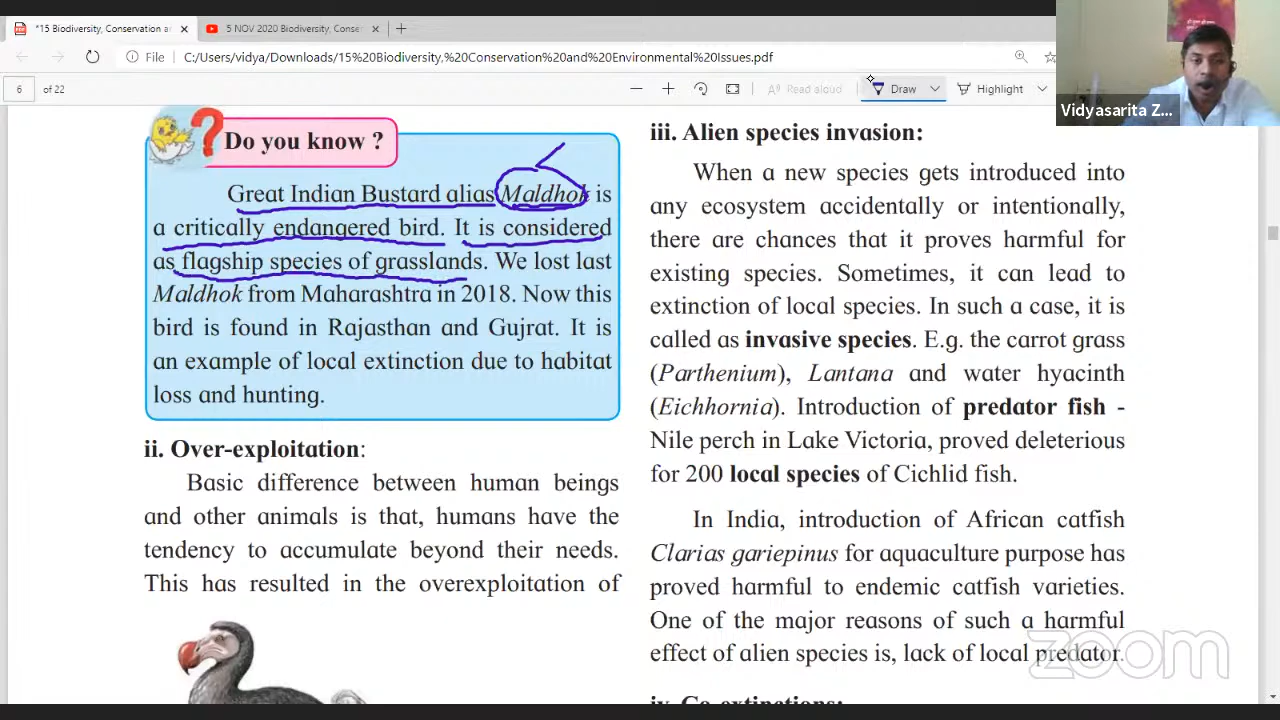 *15 Biodiversity, Conservation a
5 NOV 2020 Biodiversity, Conse
File
C:/Users/vidya/Downloads/15%20Biodiversity,%20Conservation%20and%20Environmental%20Issues.pdf
6 of 22
Read aloud
Draw
Highlight
Vidyasarita Z...
Do you know ?
Great Indian Bustard alias Maldhok is
a critically endangered bird. It is considered
as flagship species of grasslands. We lost last
Maldhok from Maharashtra in 2018. Now this
bird is found in Rajasthan and Gujrat. It is
an example of local extinction due to habitat
loss and hunting.
ii. Over-exploitation:
Basic difference between human beings
and other animals is that, humans have the
tendency to accumulate beyond their needs.
This has resulted in the overexploitation of
iii. Alien species invasion:
When a new species gets introduced into
any ecosystem accidentally or intentionally,
there are chances that it proves harmful for
existing species. Sometimes, it can lead to
extinction of local species. In such a case, it is
called as invasive species. E.g. the carrot grass
(Parthenium), Lantana and water hyacinth
(Eichhornia). Introduction of predator fish -
Nile perch in Lake Victoria, proved deleterious
for 200 local species of Cichlid fish.
In India, introduction of African catfish
Clarias gariepinus for aquaculture purpose has
proved harmful to endemic catfish varieties.
One of the major reasons of such a harmful
effect of alien species is, lack of local predator.
iv. Co-extinctions:
zoom